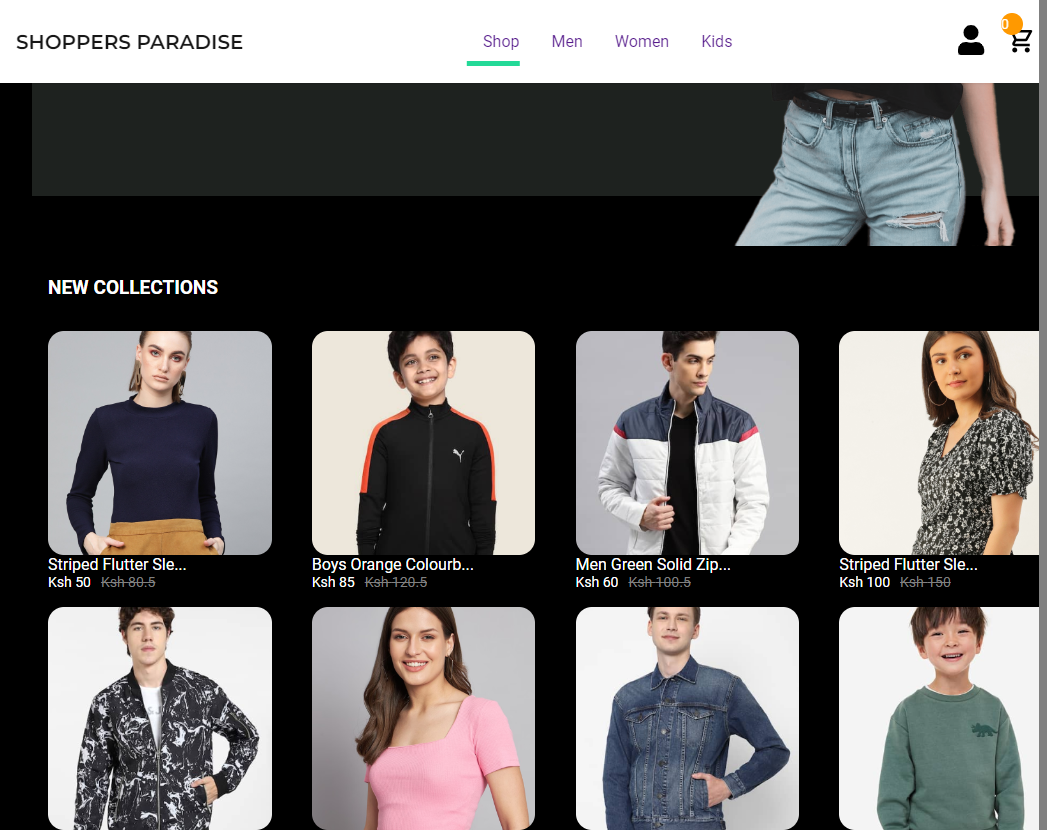 SHOPPERS PARADISE
Shop Men Women Kids
0
NEW COLLECTIONS
Striped Flutter Sle...
Ksh 50 Ksh 80.5
Boys Orange Colourb...
Ksh 85 Ksh 120.5
Men Green Solid Zip...
Ksh 60 Ksh 100.5
Striped Flutter Sle...
Ksh 100 Ksh 150